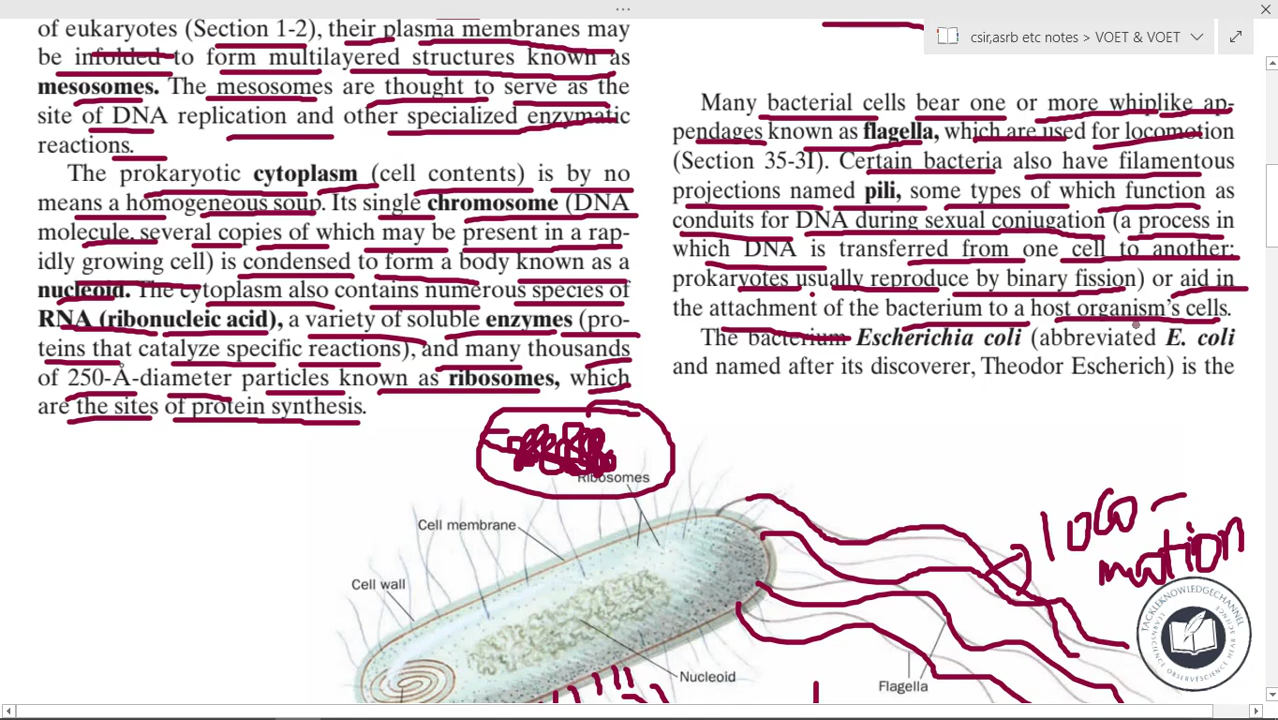 csir,asrb etc notes > VOET & VOET
of eukaryotes (Section 1-2), their plasma membranes may
be infolded to form multilayered structures known as
mesosomes. The mesosomes are thought to serve as the
site of DNA replication and other specialized enzymatic
reactions.
The prokaryotic cytoplasm (cell contents) is by no
means a homogeneous soup. Its single chromosome (DNA
molecule, several copies of which may be present in a rap-
idly growing cell) is condensed to form a body known as a
nucleoid. The cytoplasm also contains numerous species of
RNA (ribonucleic acid), a variety of soluble enzymes (pro-
teins that catalyze specific reactions), and many thousands
of 250-Å-diameter particles known as ribosomes, which
are the sites of protein synthesis.
Many bacterial cells bear one or more whiplike ap-
pendages known as flagella, which are used for locomotion
(Section 35-3I). Certain bacteria also have filamentous
projections named pili, some types of which function as
conduits for DNA during sexual conjugation (a process in
which DNA is transferred from one cell to another;
prokaryotes usually reproduce by binary fission) or aid in
the attachment of the bacterium to a host organism's cells.
The bacterium Escherichia coli (abbreviated E. coli
and named after its discoverer, Theodor Escherich) is the
Ribosomes
Cell membrane
Cell wall
Nucleoid
Flagella
loco-
mation
TACKLEKNOWLEDGECHANNEL